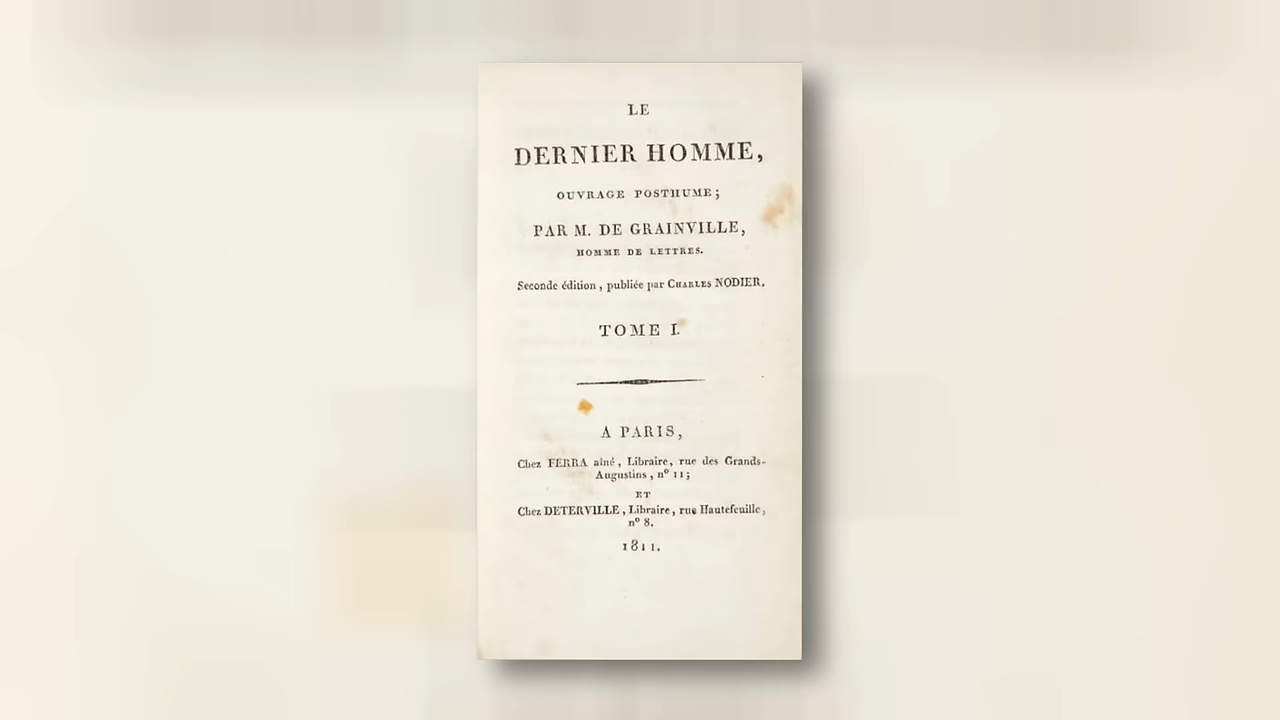 LE
DERNIER HOMME,
OUVRAGE POSTHUME;
PAR M. DE GRAINVILLE,
HOMME DE LETTRES.
Seconde édition, publiée par CHARLES NODIER.
TOME I.
A PARIS,
Chez FERRA aîné, Libraire, rue des Grands-
Augustins, nº 11;
ET
Chez DETERVILLE, Libraire, rue Hautefeuille,
nº 8.
1811.